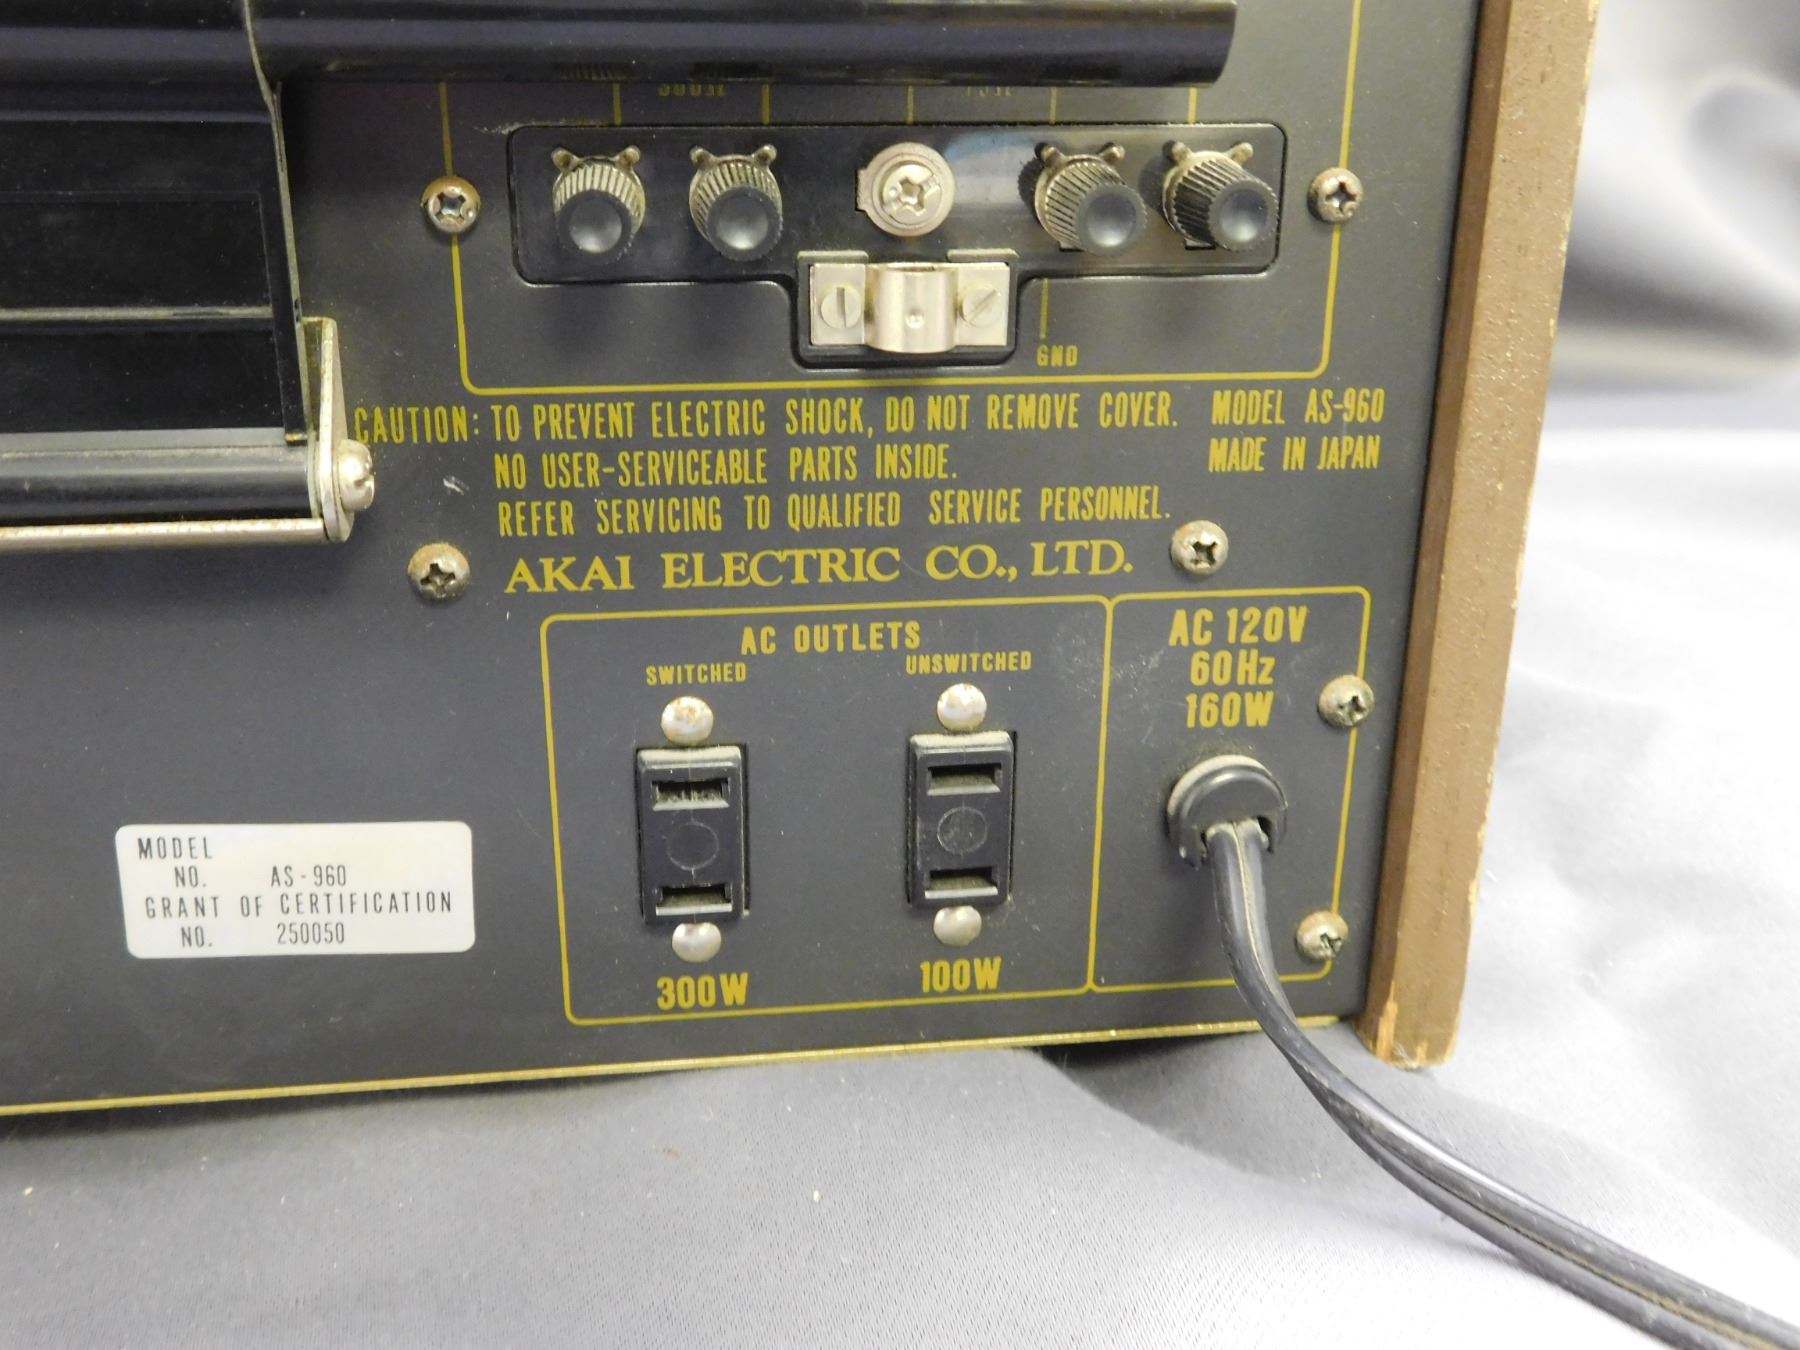 300Ω
75Ω
GND
CAUTION: TO PREVENT ELECTRIC SHOCK, DO NOT REMOVE COVER.
NO USER-SERVICEABLE PARTS INSIDE.
REFER SERVICING TO QUALIFIED SERVICE PERSONNEL.
MODEL AS-960
MADE IN JAPAN
AKAI ELECTRIC CO., LTD.
AC OUTLETS
SWITCHED
UNSWITCHED
300W
100W
AC 120V
60Hz
160W
MODEL
NO. AS-960
GRANT OF CERTIFICATION
NO. 250050